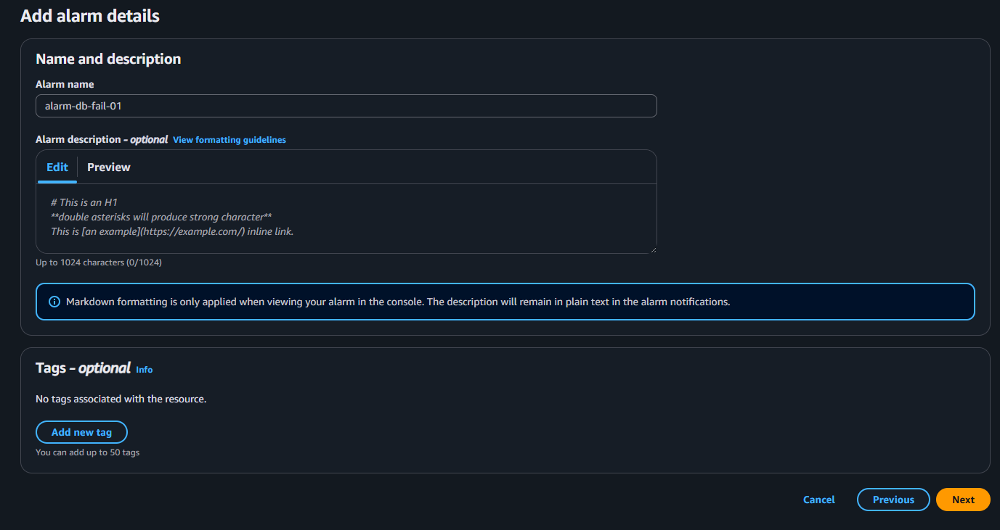 Add alarm details
Name and description
Alarm name
alarm-db-fail-01
Alarm description - optional View formatting guidelines
Edit Preview
# This is an H1
**double asterisks will produce strong character**
This is [an example](https://example.com/) inline link.
Up to 1024 characters (0/1024)
Markdown formatting is only applied when viewing your alarm in the console. The description will remain in plain text in the alarm notifications.
Tags - optional Info
No tags associated with the resource.
Add new tag
You can add up to 50 tags
Cancel Previous Next